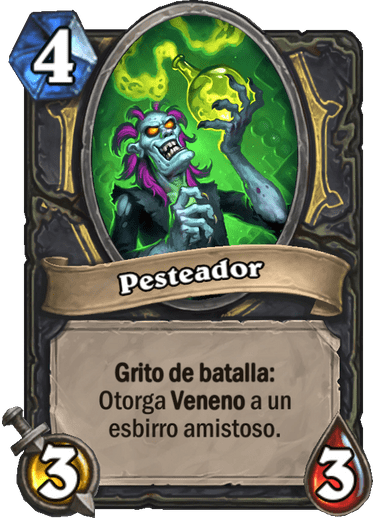 4
Pesteador
Grito de batalla:
Otorga Veneno a un
esbirro amistoso.
3
3